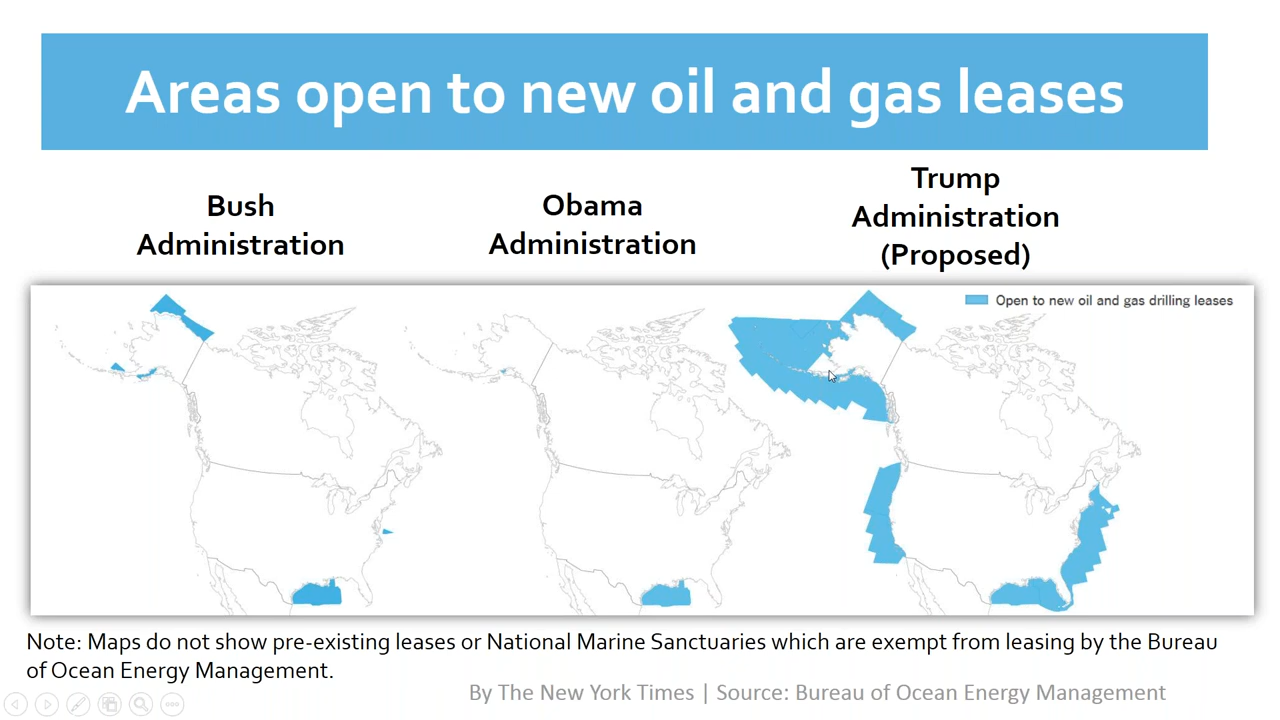 Areas open to new oil and gas leases
Bush
Administration
Obama
Administration
Trump
Administration
(Proposed)
Open to new oil and gas drilling leases
Note: Maps do not show pre-existing leases or National Marine Sanctuaries which are exempt from leasing by the Bureau
of Ocean Energy Management.
By The New York Times | Source: Bureau of Ocean Energy Management